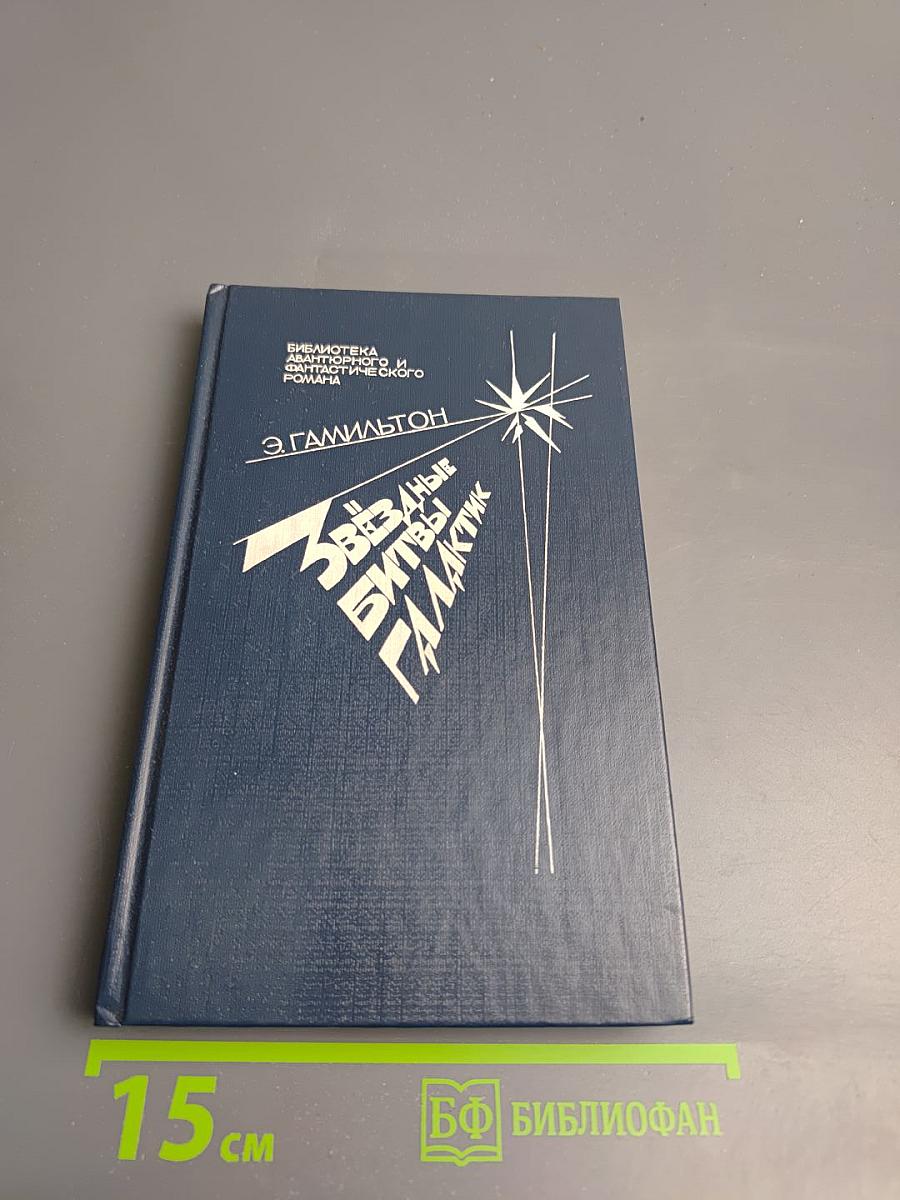 БИБЛИОТЕКА
АВАНТЮРНОГО И
ФАНТАСТИЧЕСКОГО
РОМАНА
Э. ГАМИЛЬТОН
ЗВЁЗДНЫЕ
БИТВЫ
ГАЛАКТИК
15 см
БФ БИБЛИОФАН